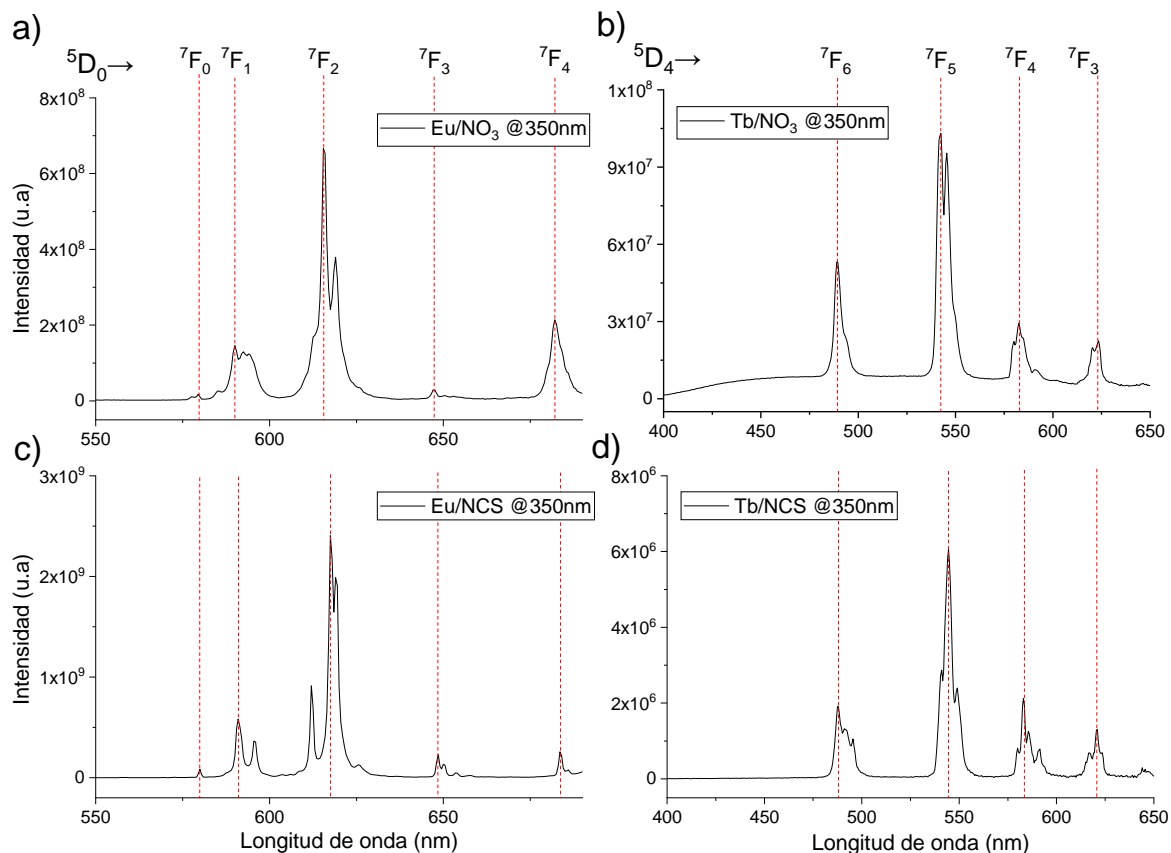 a)
⁵D₀→ ⁷F₀ ⁷F₁ ⁷F₂ ⁷F₃ ⁷F₄
8x10⁸
6x10⁸
4x10⁸
2x10⁸
0
Intensidad (u.a)
Eu/NO₃ @350nm
550 600 650
b)
⁵D₄→ ⁷F₆ ⁷F₅ ⁷F₄ ⁷F₃
1x10⁸
9x10⁷
6x10⁷
3x10⁷
0
Tb/NO₃ @350nm
400 450 500 550 600 650
c)
3x10⁹
2x10⁹
1x10⁹
0
Intensidad (u.a)
Eu/NCS @350nm
550 600 650
Longitud de onda (nm)
d)
8x10⁶
6x10⁶
4x10⁶
2x10⁶
0
Tb/NCS @350nm
400 450 500 550 600 650
Longitud de onda (nm)